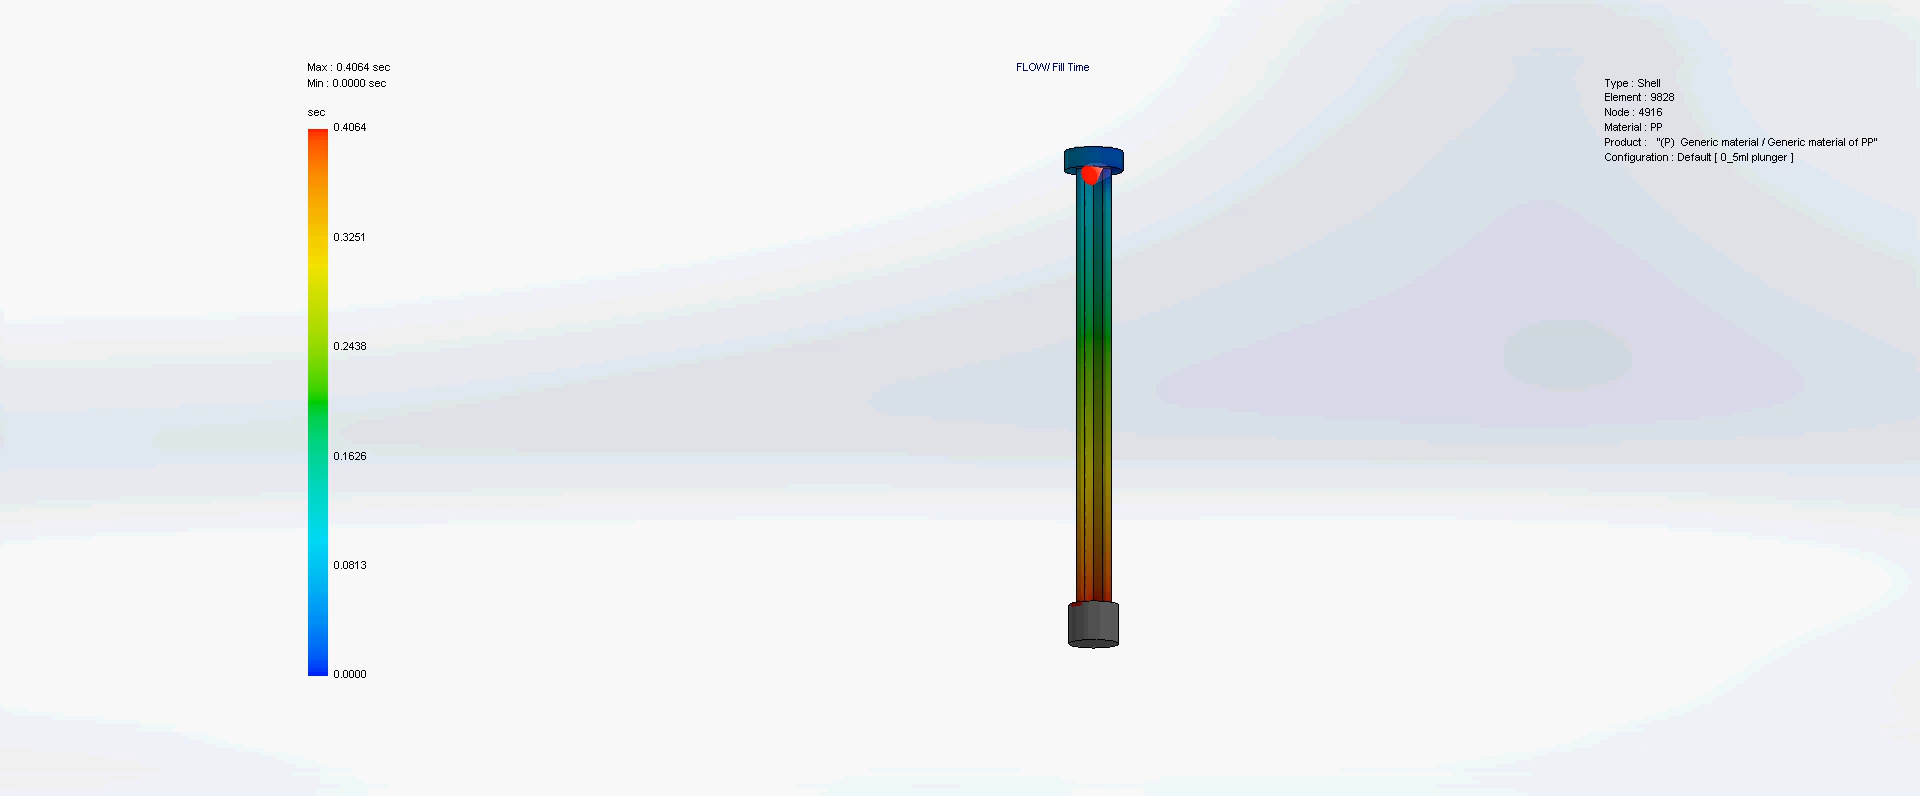 Max : 0.4064 sec
Min : 0.0000 sec
sec
0.4064
0.3251
0.2438
0.1626
0.0813
0.0000
FLOW/ Fill Time
Type : Shell
Element : 9828
Node : 4916
Material : PP
Product :   "(P)  Generic material / Generic material of PP"
Configuration : Default [ 0_5ml plunger ]